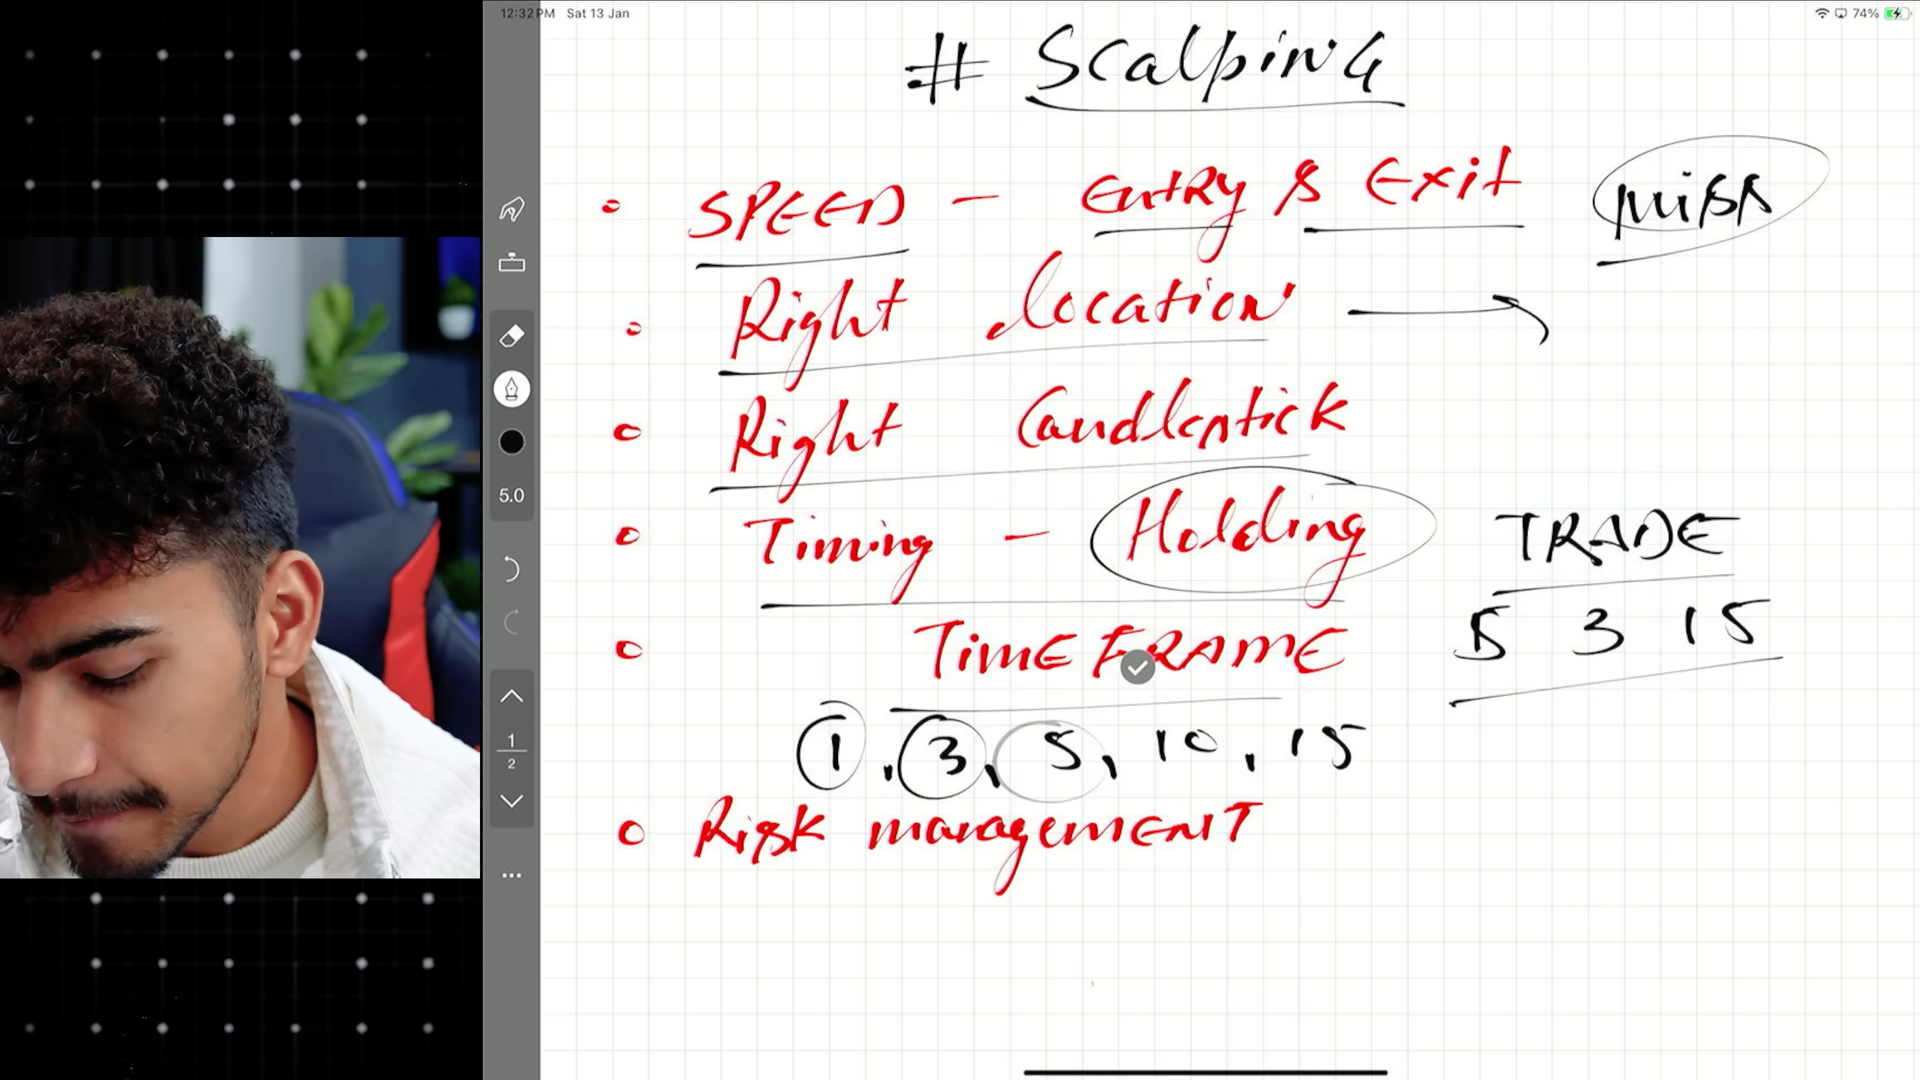 12:32 PM Sat 13 Jan 74%
# Scalping
SPEED - Entry & Exit miss
Right location
Right Candlestick
5.0
Timing - Holding TRADE
5 3 15
TimE FRAmE
1, 3, 5, 10, 15
1
2
Risk managemENT